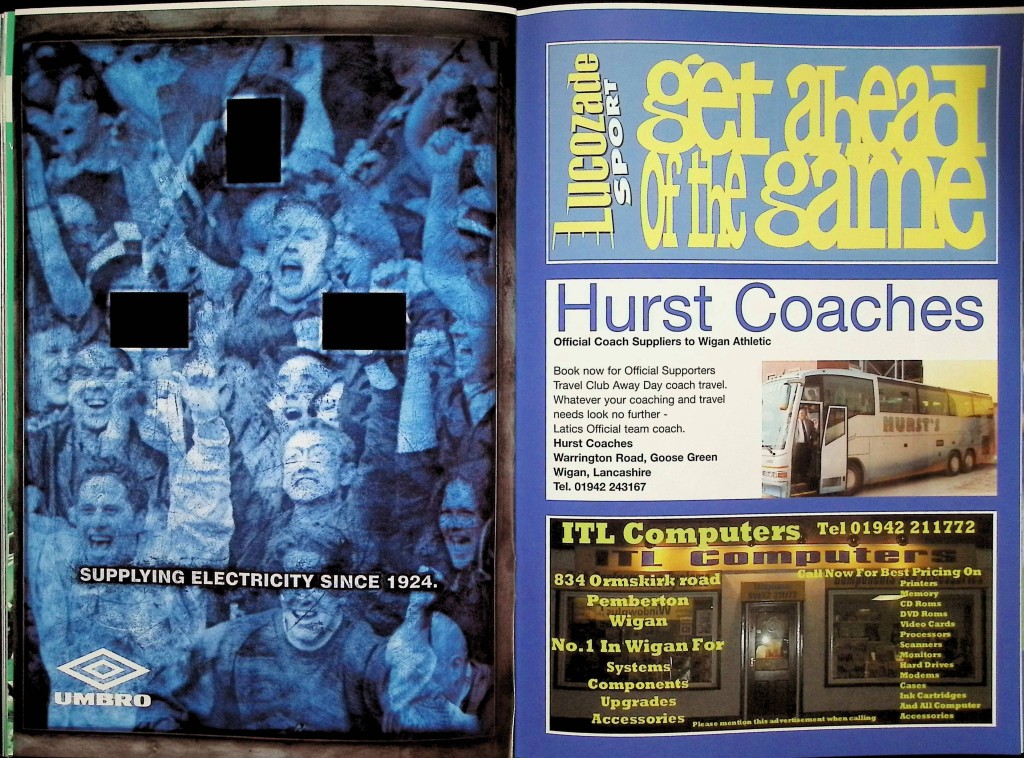 SUPPLYING ELECTRICITY SINCE 1924.
UMBRO
Lucozade
SPORT
get ahead
of the game
Hurst Coaches
Official Coach Suppliers to Wigan Athletic
Book now for Official Supporters
Travel Club Away Day coach travel.
Whatever your coaching and travel
needs look no further -
Latics Official team coach.
Hurst Coaches
Warrington Road, Goose Green
Wigan, Lancashire
Tel. 01942 243167
HURST'S
ITL Computers Tel 01942 211772
ITL Computers
834 Ormskirk road
Pemberton
Wigan
No.1 In Wigan For
Systems
Components
Upgrades
Accessories
Call Now For Best Pricing On
Printers
Memory
CD Roms
DVD Roms
Video Cards
Processors
Scanners
Monitors
Hard Drives
Modems
Cases
Ink Cartridges
And All Computer
Accessories
01942 211772
Please mention this advertisement when calling